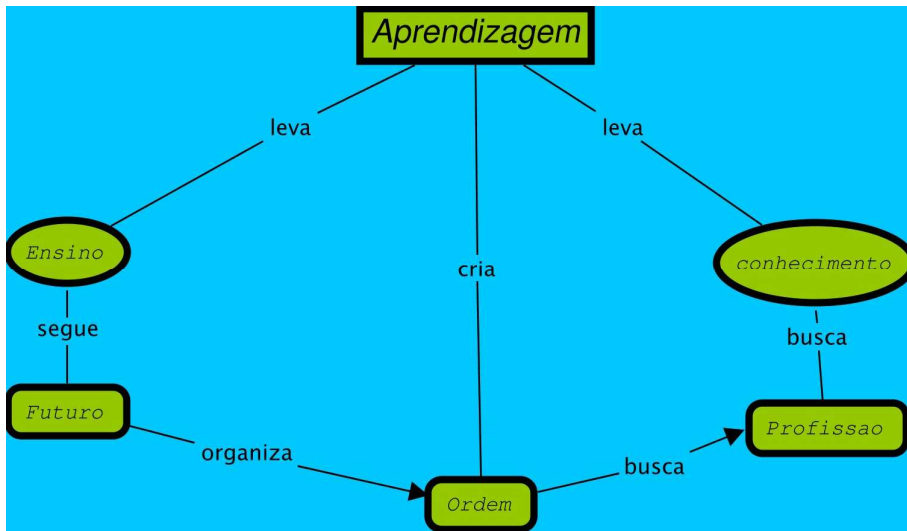 Aprendizagem
leva
leva
Ensino
cria
conhecimento
segue
busca
Futuro
Profissao
organiza
busca
Ordem